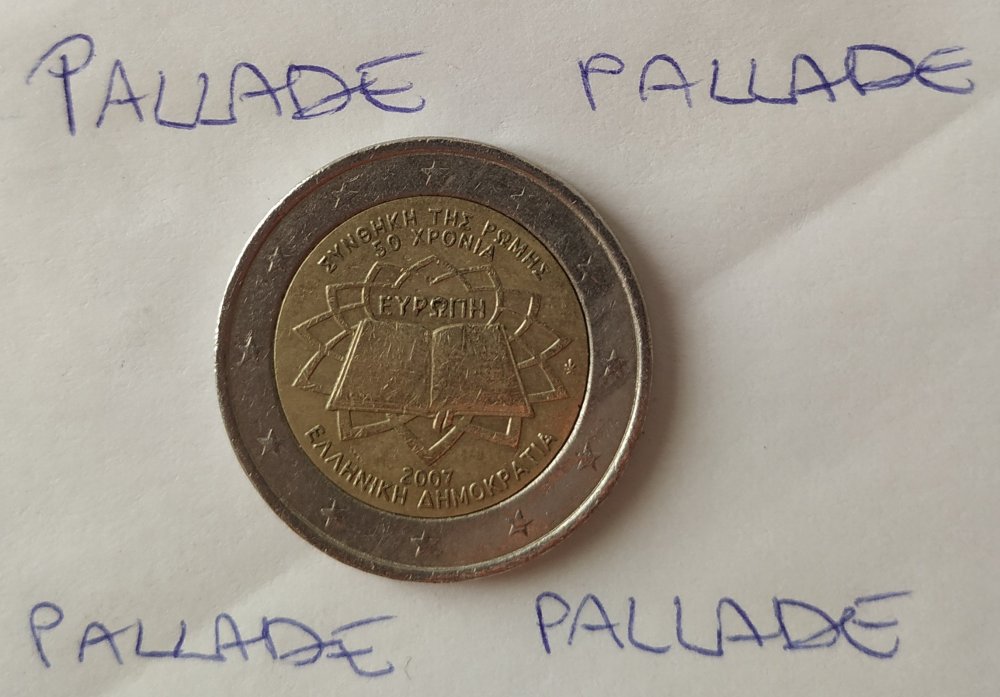 PALLADE PALLADE
ΣΥΝΘΗΚΗ ΤΗΣ ΡΩΜΗΣ
50 ΧΡΟΝΙΑ
ΕΥΡΩΠΗ
2007
ΕΛΛΗΝΙΚΗ ΔΗΜΟΚΡΑΤΙΑ
PALLADE PALLADE